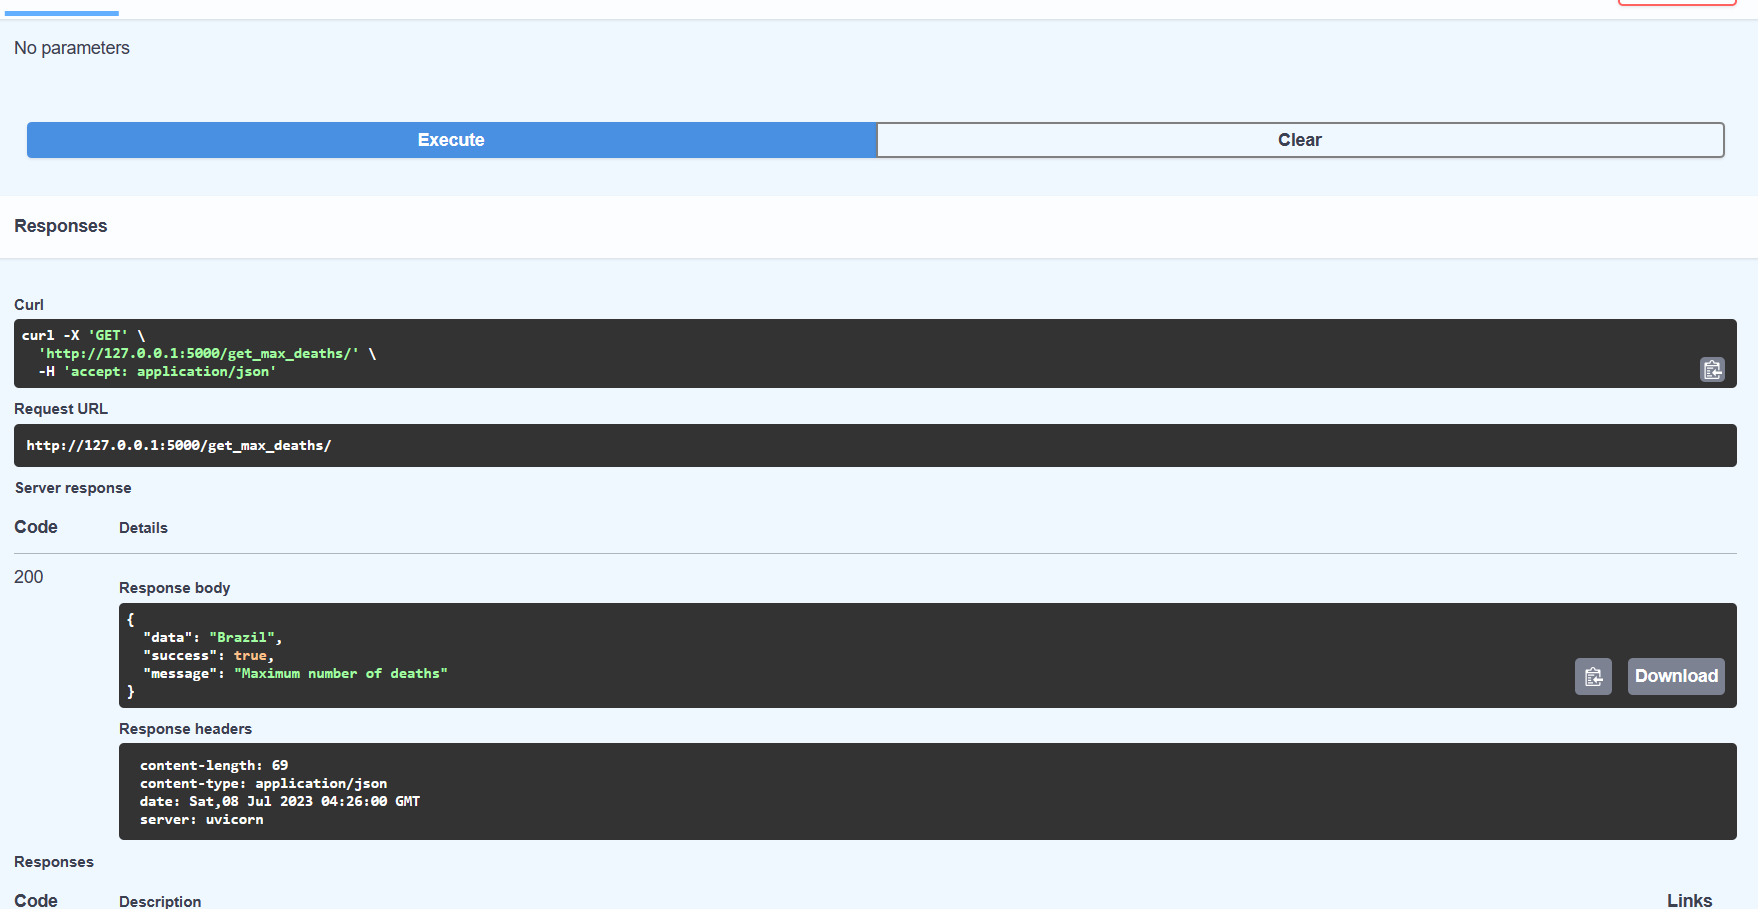 No parameters
Execute
Clear
Responses
Curl
curl -X 'GET' \
  'http://127.0.0.1:5000/get_max_deaths/' \
  -H 'accept: application/json'
Request URL
http://127.0.0.1:5000/get_max_deaths/
Server response
Code Details
200
Response body
{
  "data": "Brazil",
  "success": true,
  "message": "Maximum number of deaths"
}
Download
Response headers
content-length: 69
content-type: application/json
date: Sat,08 Jul 2023 04:26:00 GMT
server: uvicorn
Responses
Code Description Links